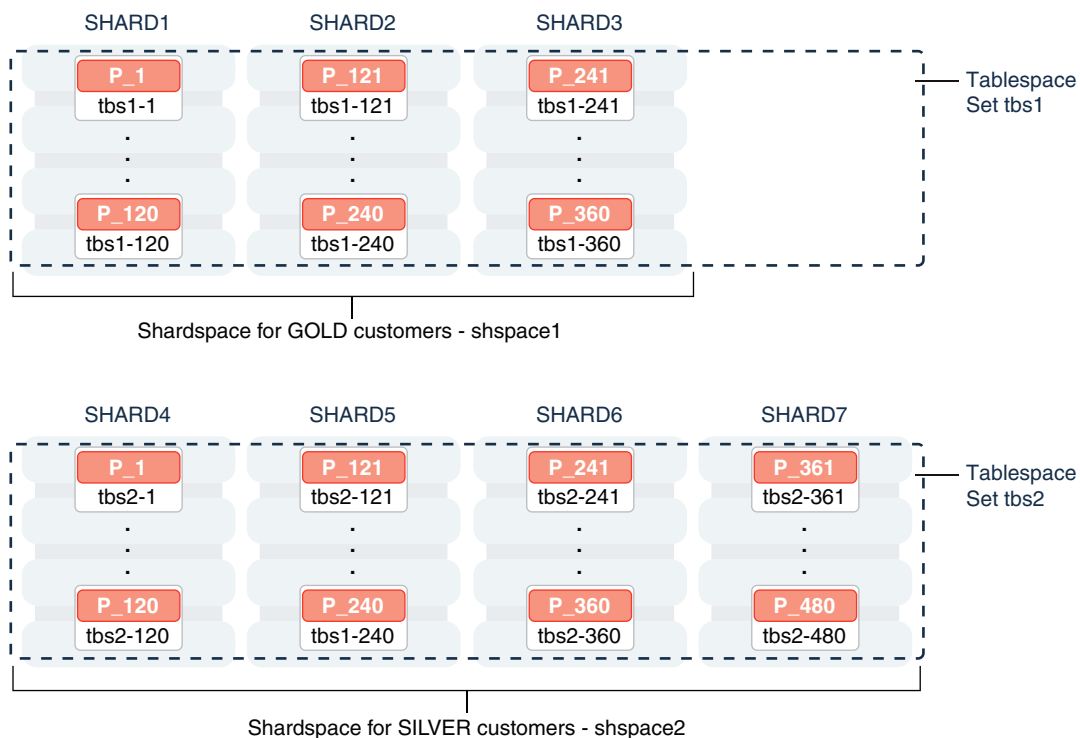 SHARD1 SHARD2 SHARD3
P_1 P_121 P_241
tbs1-1 tbs1-121 tbs1-241
Tablespace
Set tbs1
. . .
. . .
. . .
P_120 P_240 P_360
tbs1-120 tbs1-240 tbs1-360
Shardspace for GOLD customers - shspace1
SHARD4 SHARD5 SHARD6 SHARD7
P_1 P_121 P_241 P_361
tbs2-1 tbs2-121 tbs2-241 tbs2-361
Tablespace
Set tbs2
. . . .
. . . .
. . . .
P_120 P_240 P_360 P_480
tbs2-120 tbs1-240 tbs2-360 tbs2-480
Shardspace for SILVER customers - shspace2